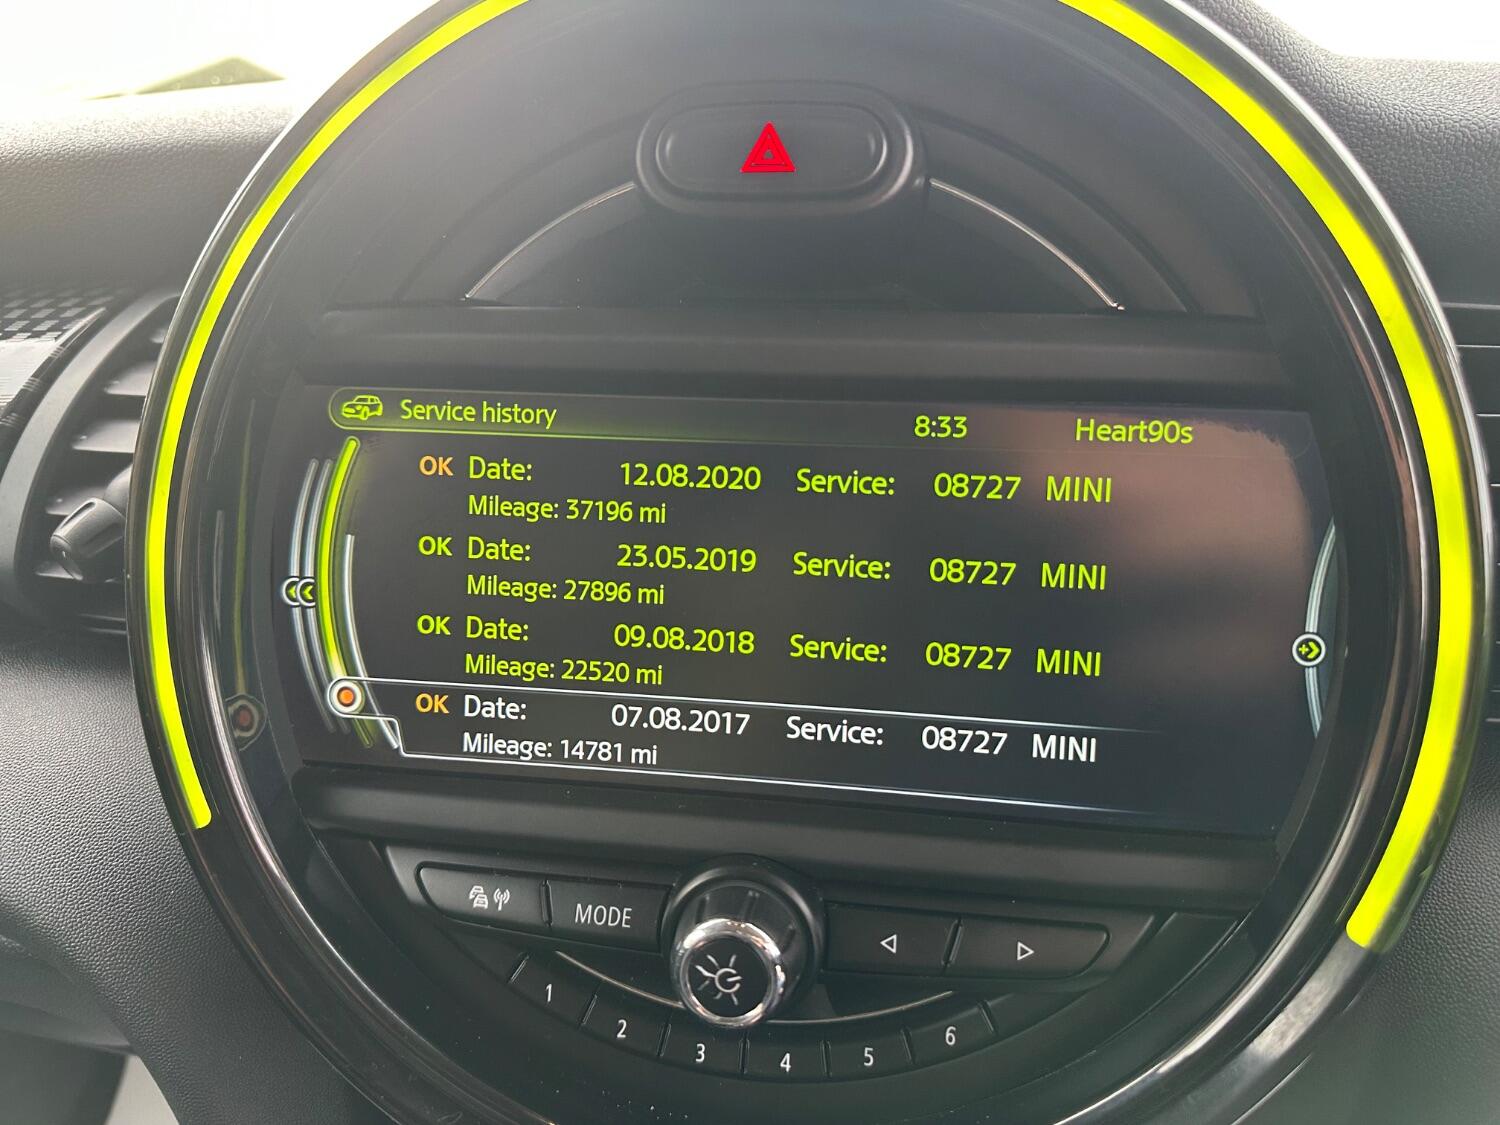 Service history 8:33 Heart90s
OK Date: 12.08.2020 Service: 08727 MINI
Mileage: 37196 mi
OK Date: 23.05.2019 Service: 08727 MINI
Mileage: 27896 mi
OK Date: 09.08.2018 Service: 08727 MINI
Mileage: 22520 mi
OK Date: 07.08.2017 Service: 08727 MINI
Mileage: 14781 mi
MODE
1 2 3 4 5 6